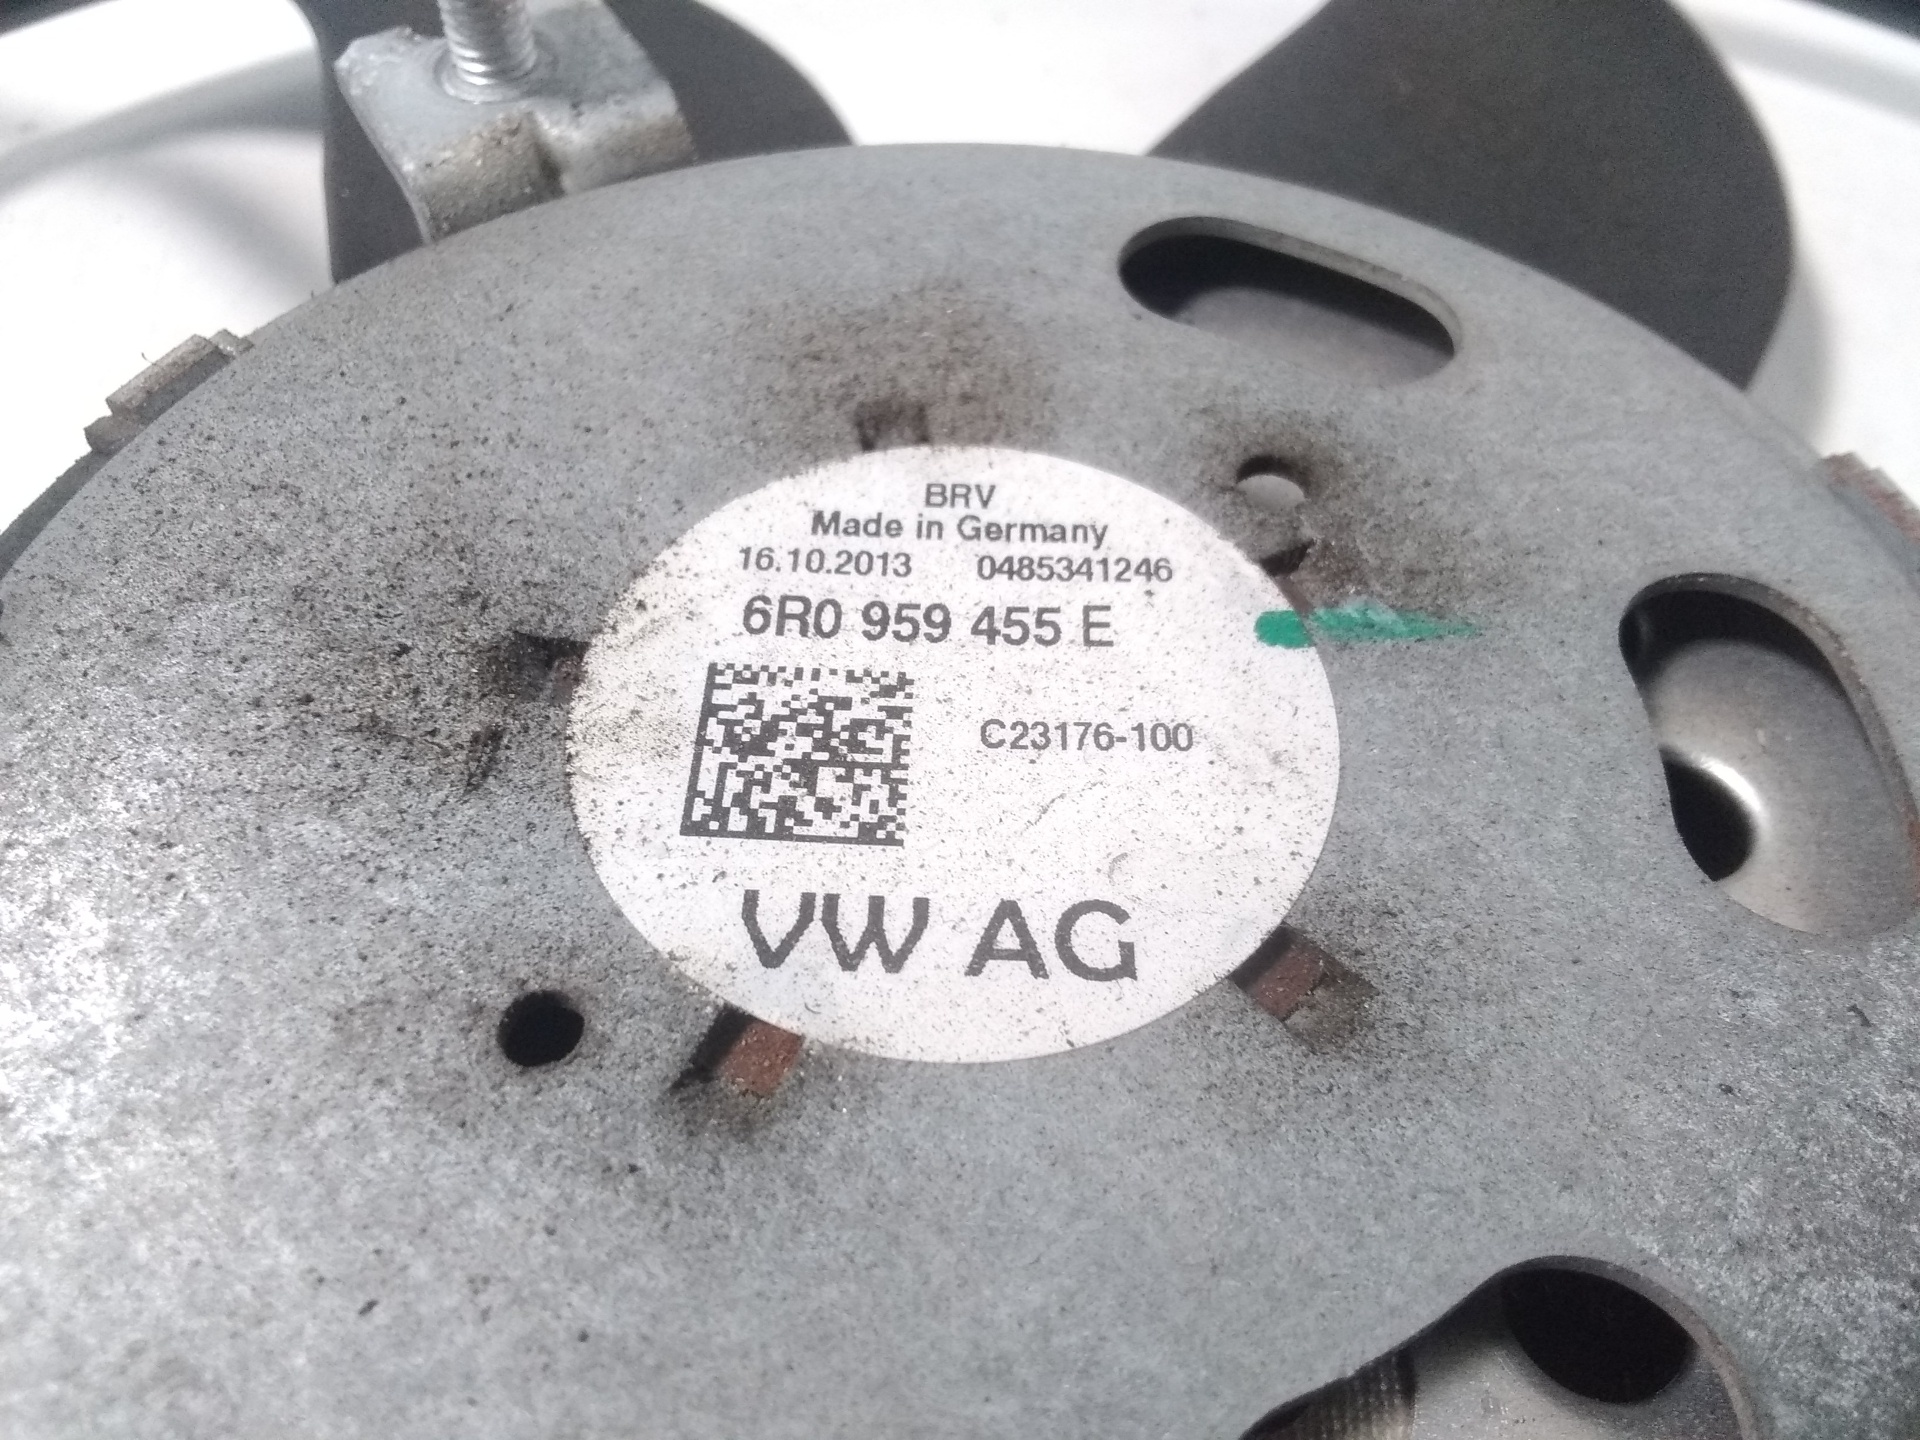 BRV
Made in Germany
16.10.2013 0485341246
6R0 959 455 E
C23176-100
VW AG